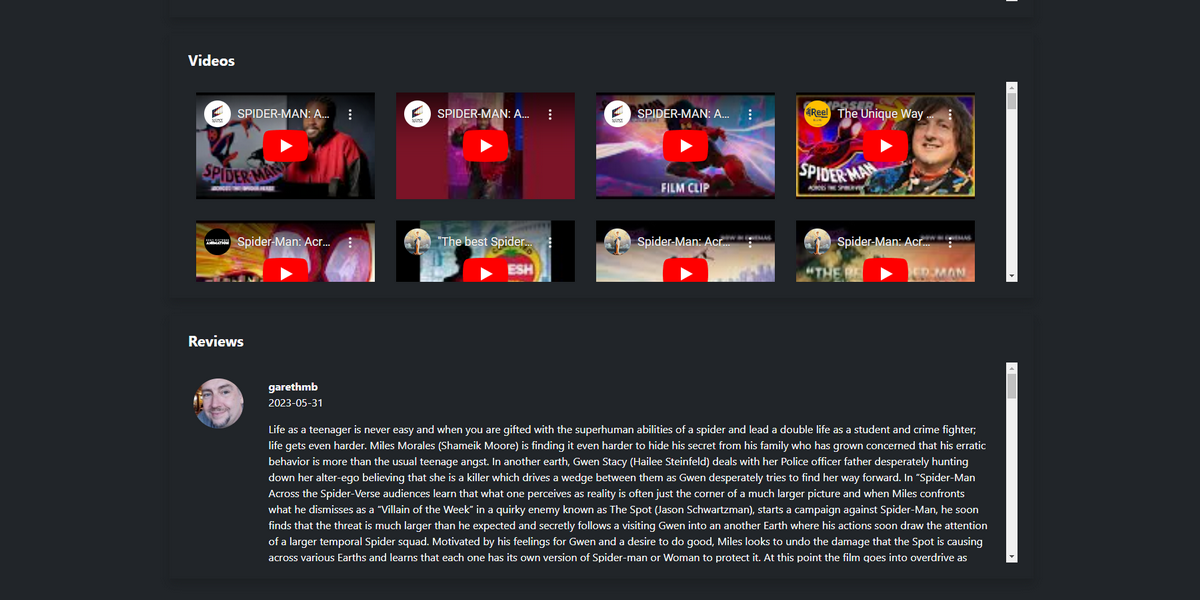 Videos
SPIDER-MAN: A...
SPIDER-MAN: A...
SPIDER-MAN: A...
The Unique Way ...
SPIDER-MAN
FILM CLIP
SPIDER-MAN
Spider-Man: Acr...
"The best Spider...
Spider-Man: Acr...
Spider-Man: Acr...
ESH
Reviews
garethmb
2023-05-31
Life as a teenager is never easy and when you are gifted with the superhuman abilities of a spider and lead a double life as a student and crime fighter;
life gets even harder. Miles Morales (Shameik Moore) is finding it even harder to hide his secret from his family who has grown concerned that his erratic
behavior is more than the usual teenage angst. In another earth, Gwen Stacy (Hailee Steinfeld) deals with her Police officer father desperately hunting
down her alter-ego believing that she is a killer which drives a wedge between them as Gwen desperately tries to find her way forward. In “Spider-Man
Across the Spider-Verse audiences learn that what one perceives as reality is often just the corner of a much larger picture and when Miles confronts
what he dismisses as a “Villain of the Week” in a quirky enemy known as The Spot (Jason Schwartzman), starts a campaign against Spider-Man, he soon
finds that the threat is much larger than he expected and secretly follows a visiting Gwen into an another Earth where his actions soon draw the attention
of a larger temporal Spider squad. Motivated by his feelings for Gwen and a desire to do good, Miles looks to undo the damage that the Spot is causing
across various Earths and learns that each one has its own version of Spider-man or Woman to protect it. At this point the film goes into overdrive as